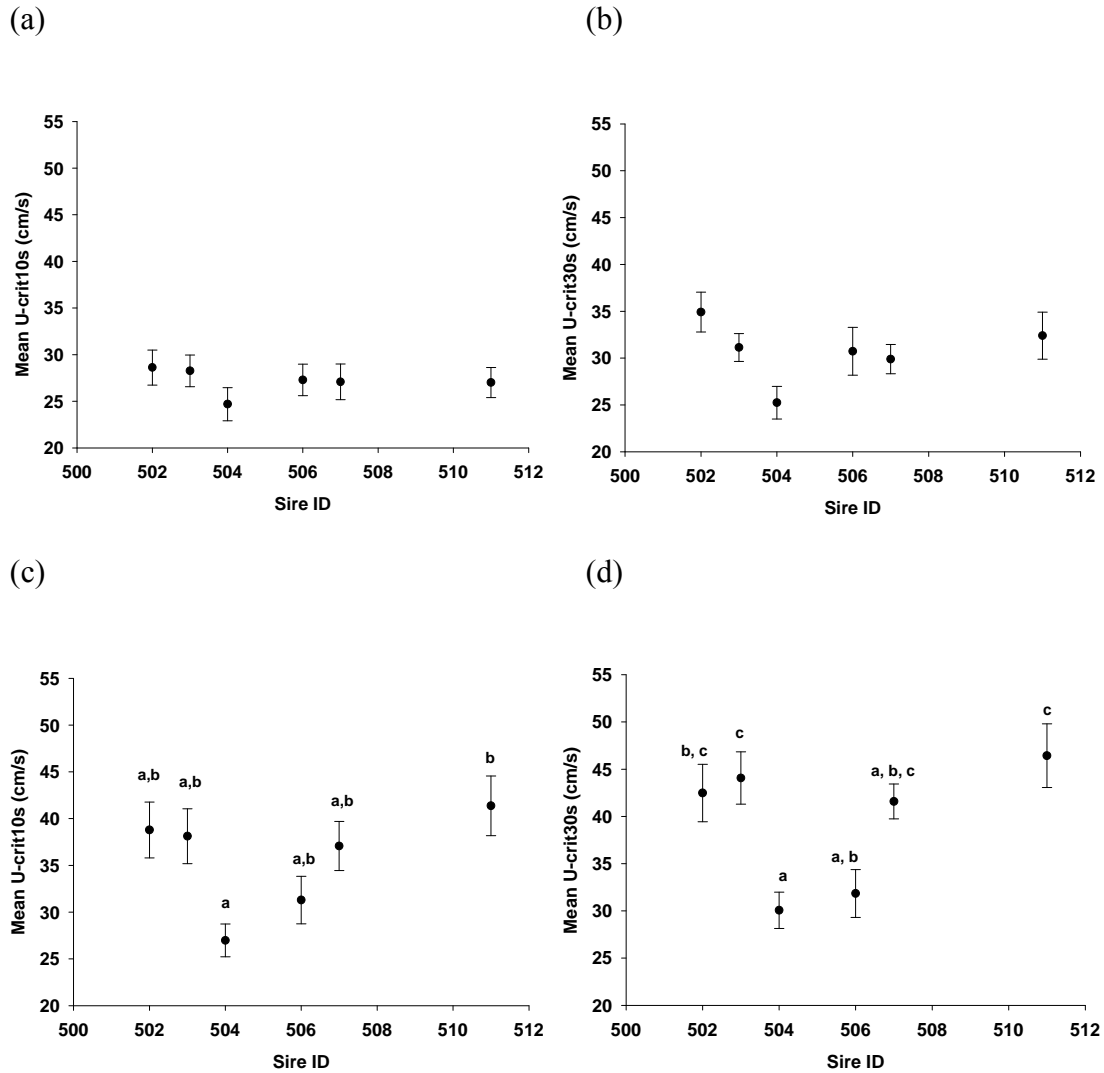 (a)
(b)
55
50
45
40
35
30
25
20
Mean U-crit10s (cm/s)
500 502 504 506 508 510 512
Sire ID
55
50
45
40
35
30
25
20
Mean U-crit30s (cm/s)
500 502 504 506 508 510 512
Sire ID
(c)
(d)
55
50
45
40
35
30
25
20
Mean U-crit10s (cm/s)
a,b
a,b
a
a,b
a,b
b
500 502 504 506 508 510 512
Sire ID
55
50
45
40
35
30
25
20
Mean U-crit30s (cm/s)
b, c
c
a
a, b
a, b, c
c
500 502 504 506 508 510 512
Sire ID